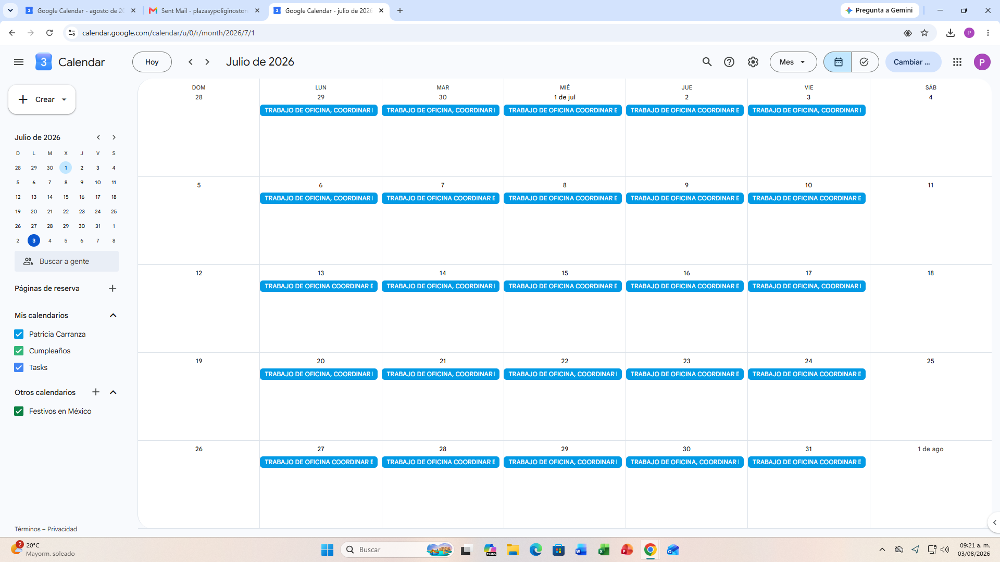 Google Calendar - agosto de 20
Sent Mail - plazasypoliginoston
Google Calendar - julio de 2026
Pregunta a Gemini
calendar.google.com/calendar/u/0/r/month/2026/7/1
P
3 Calendar
Hoy
Julio de 2026
Mes
Cambiar ...
P
Crear
Julio de 2026
D L M X J V S
28 29 30 1 2 3 4
5 6 7 8 9 10 11
12 13 14 15 16 17 18
19 20 21 22 23 24 25
26 27 28 29 30 31 1
2 3 4 5 6 7 8
Buscar a gente
Páginas de reserva
Mis calendarios
Patricia Carranza
Cumpleaños
Tasks
Otros calendarios
Festivos en México
Términos – Privacidad
DOM LUN MAR MIÉ JUE VIE SÁB
28 29 30 1 de jul 2 3 4
TRABAJO DE OFICINA, COORDINAR TRABAJO DE OFICINA, COORDINAR TRABAJO DE OFICINA COORDINAR E TRABAJO DE OFICINA COORDINAR E TRABAJO DE OFICINA, COORDINAR
5 6 7 8 9 10 11
TRABAJO DE OFICINA, COORDINAR TRABAJO DE OFICINA COORDINAR E TRABAJO DE OFICINA COORDINAR E TRABAJO DE OFICINA COORDINAR E TRABAJO DE OFICINA COORDINAR E
12 13 14 15 16 17 18
TRABAJO DE OFICINA COORDINAR E TRABAJO DE OFICINA, COORDINAR TRABAJO DE OFICINA COORDINAR E TRABAJO DE OFICINA COORDINAR E TRABAJO DE OFICINA, COORDINAR
19 20 21 22 23 24 25
TRABAJO DE OFICINA, COORDINAR TRABAJO DE OFICINA, COORDINAR TRABAJO DE OFICINA, COORDINAR TRABAJO DE OFICINA COORDINAR E TRABAJO DE OFICINA COORDINAR E
26 27 28 29 30 31 1 de ago
TRABAJO DE OFICINA COORDINAR E TRABAJO DE OFICINA COORDINAR E TRABAJO DE OFICINA, COORDINAR TRABAJO DE OFICINA, COORDINAR TRABAJO DE OFICINA COORDINAR E
2
20°C
Mayorm. soleado
Buscar
M365
09:21 a. m.
03/08/2026